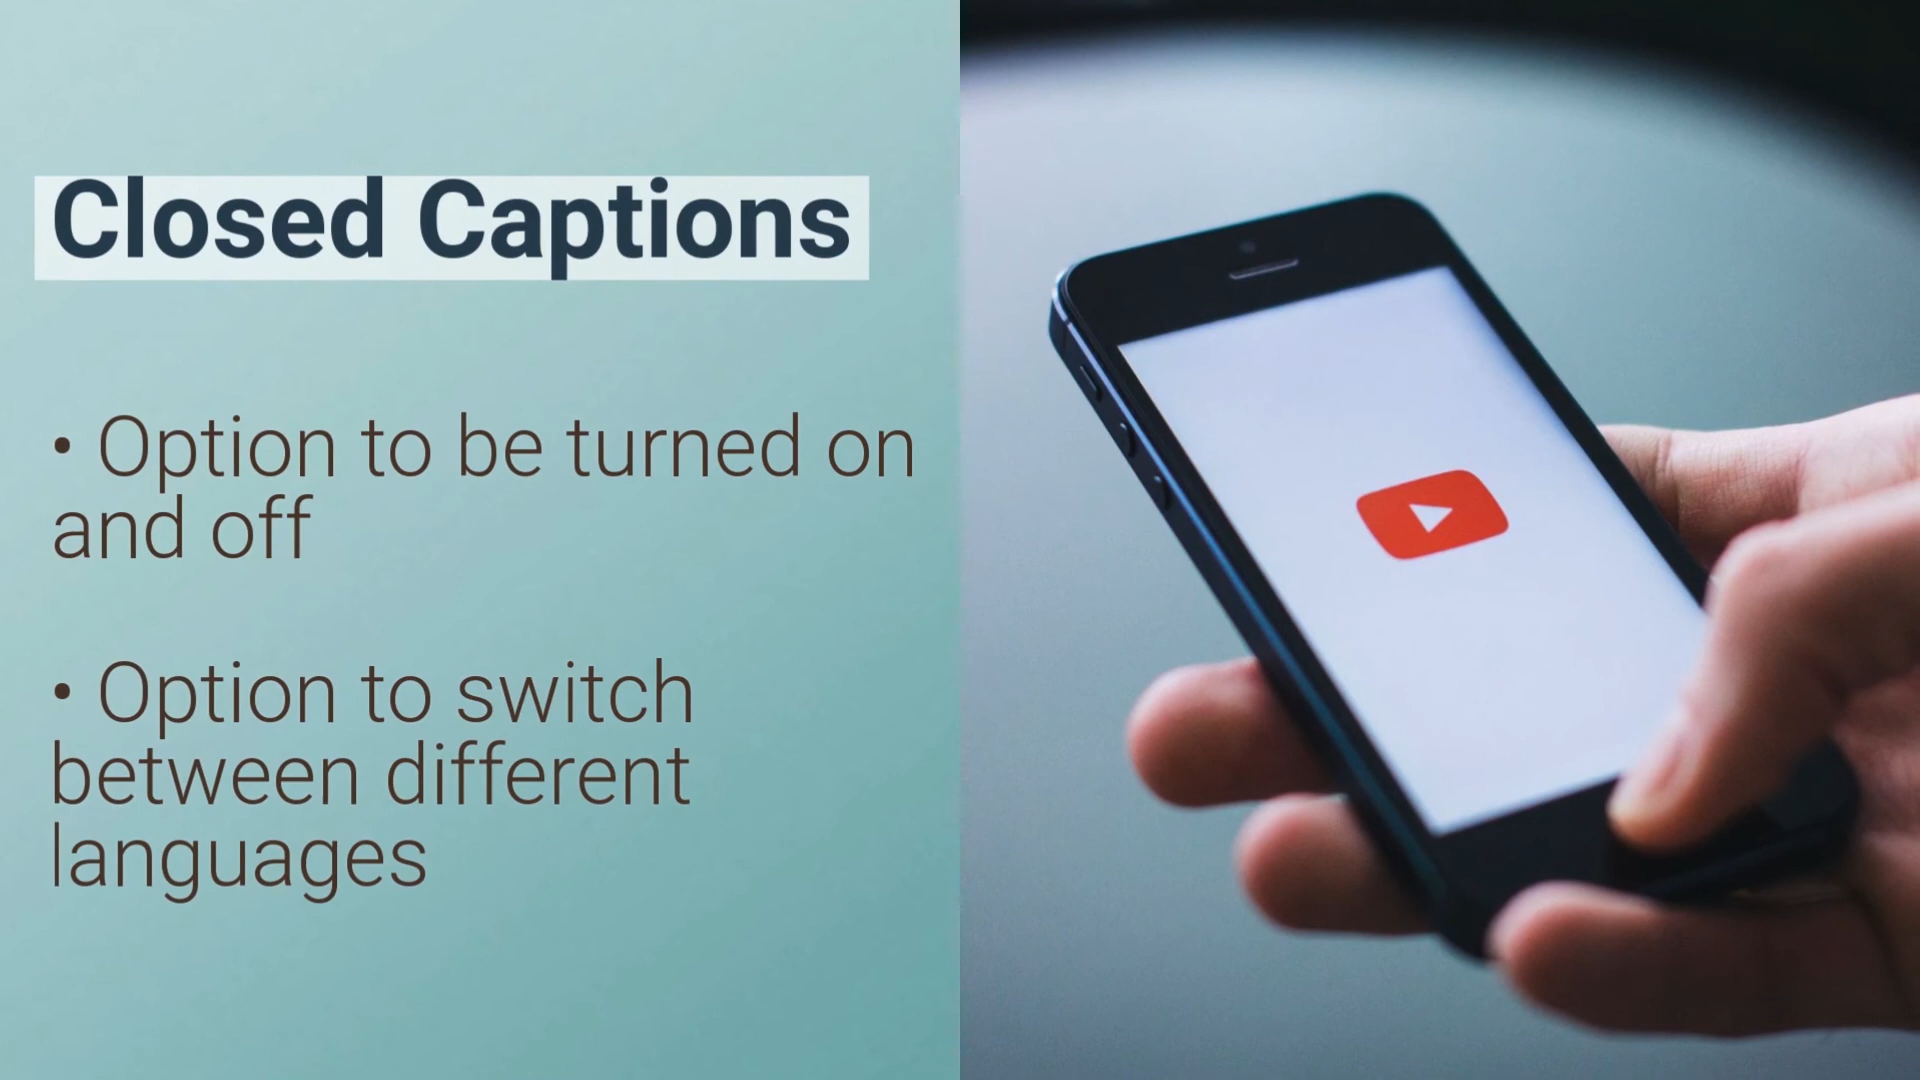 Closed Captions
• Option to be turned on
and off
• Option to switch
between different
languages